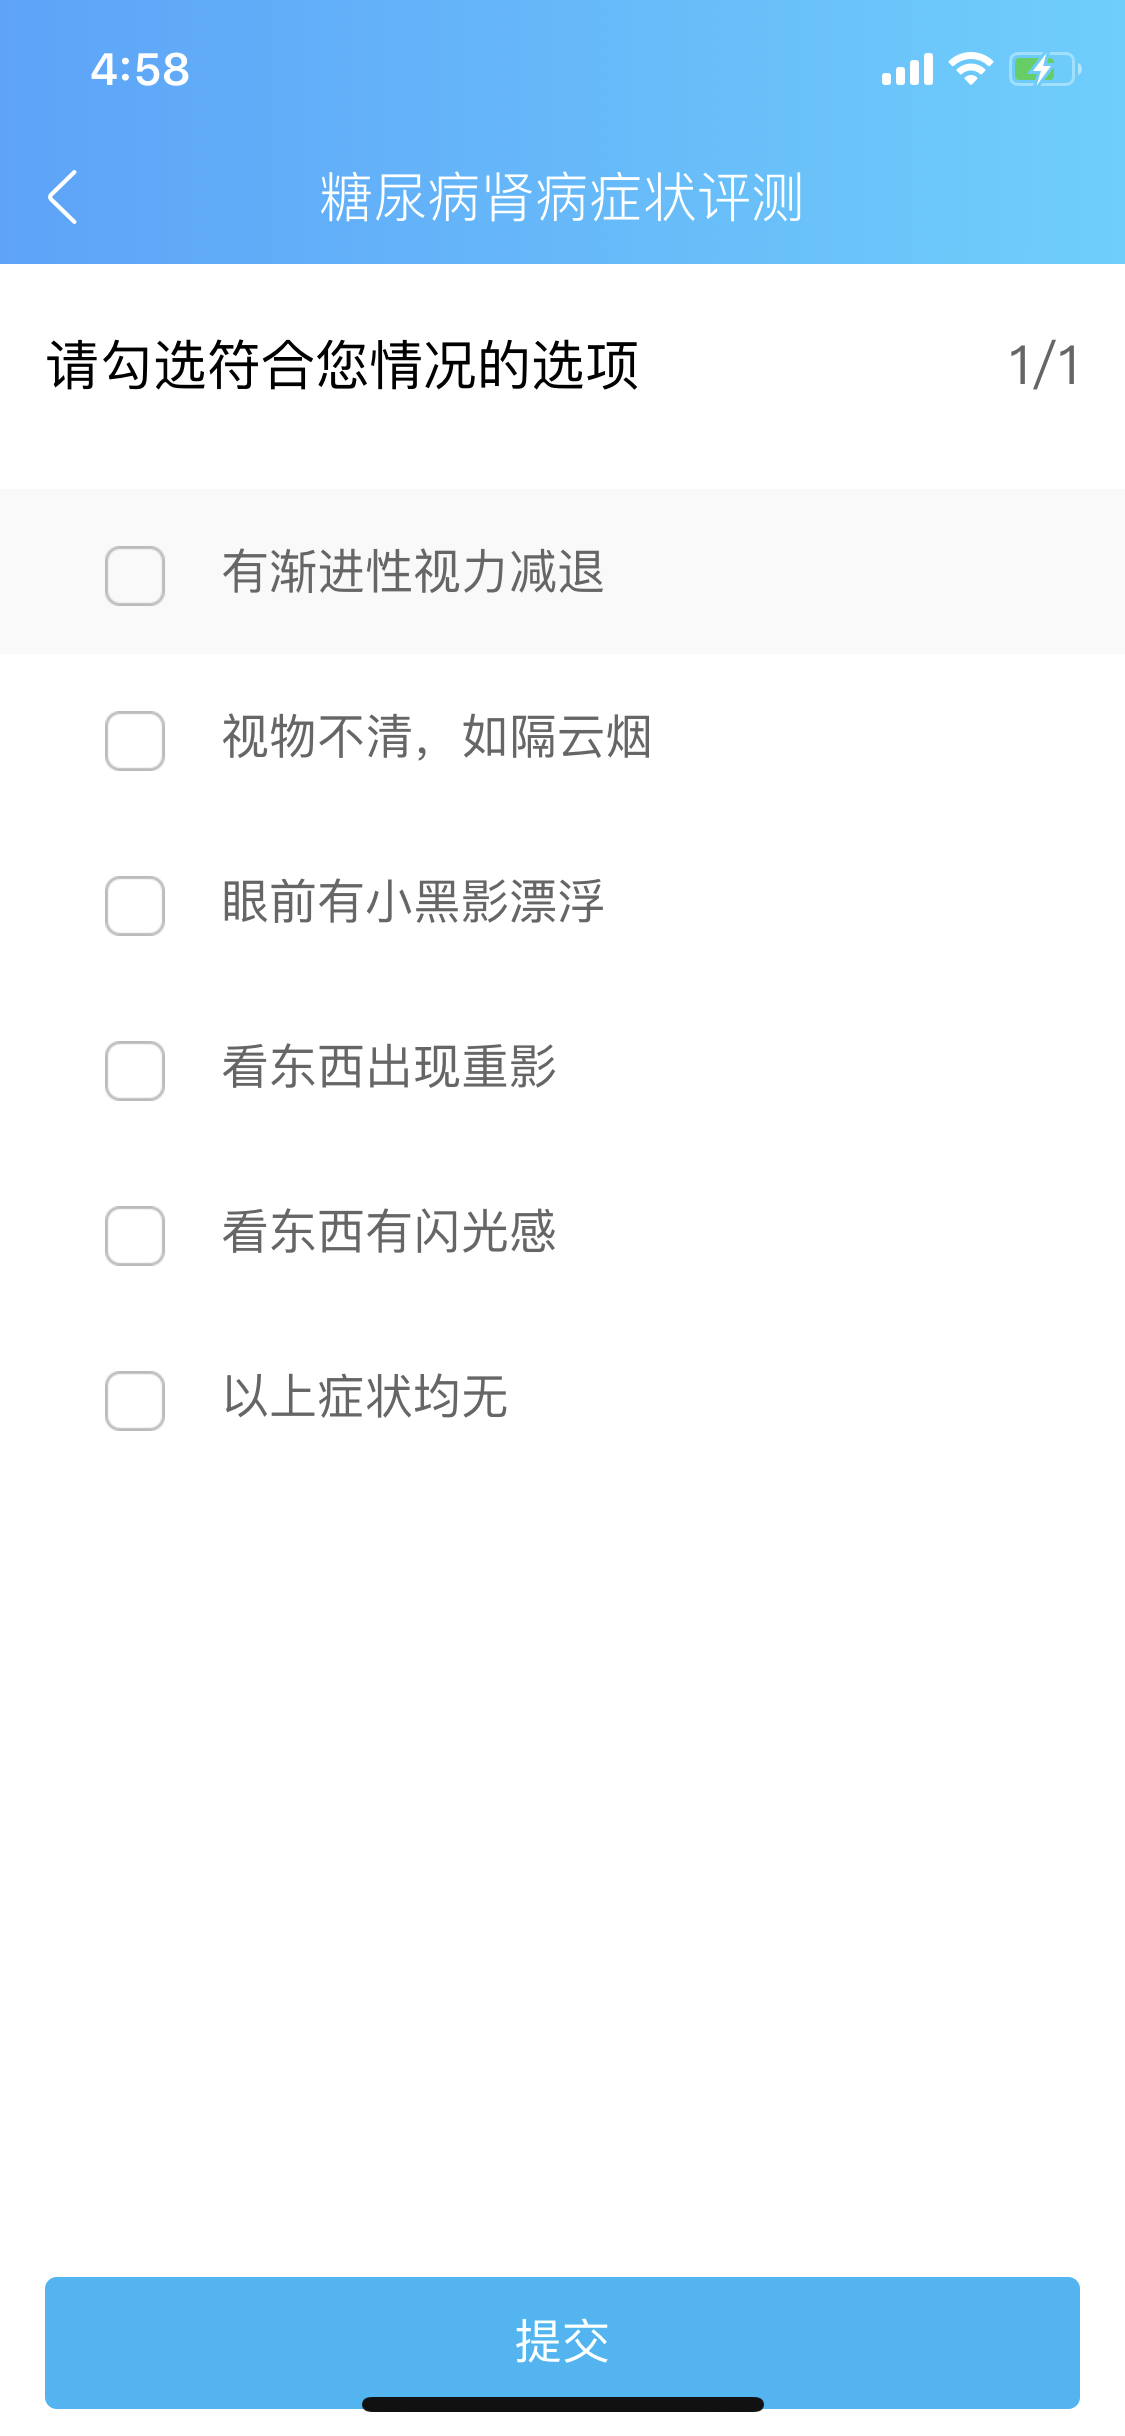 4:58
糖尿病肾病症状评测
请勾选符合您情况的选项
1/1
有渐进性视力减退
视物不清，如隔云烟
眼前有小黑影漂浮
看东西出现重影
看东西有闪光感
以上症状均无
提交